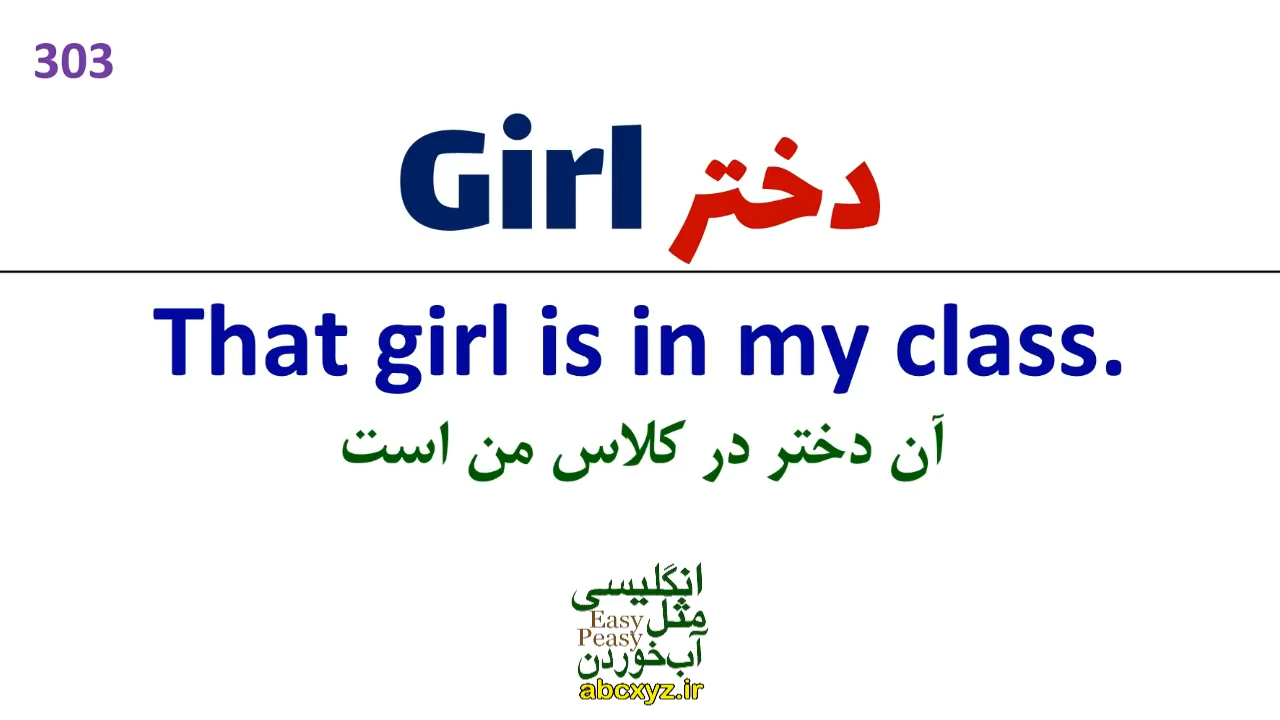 303
Girl دختر
That girl is in my class.
آن دختر در کلاس من است
انگلیسی
مثل
Easy
Peasy
آب‌خوردن
abcxyz.ir